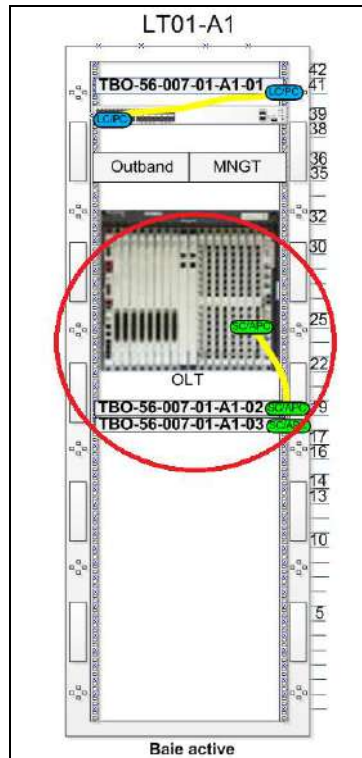 LT01-A1
42
TBO-56-007-01-A1-01
41
LC/PC
LC/PC
39
38
Outband
MNGT
36
35
32
30
SC/APC
25
22
OLT
TBO-56-007-01-A1-02
SC/APC
19
TBO-56-007-01-A1-03
SC/APC
17
16
14
13
10
5
Baie active